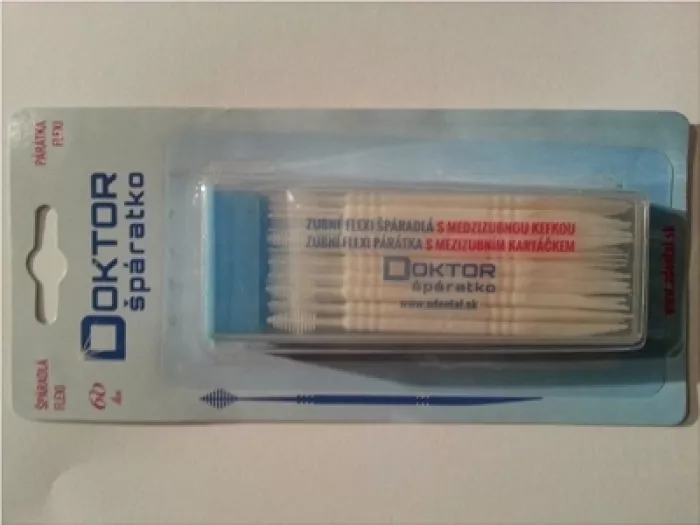 PÁRÁTKA
FLEXI
DOKTOR
špáratko
ŠPÁRADLÁ
FLEXI
60
ZUBNÉ FLEXI ŠPÁRADLÁ S MEDZIZUBNOU KEFKOU
ZUBNÍ FLEXI PÁRÁTKA S MEZIZUBNÍM KARTÁČKEM
DOKTOR
špáratko
www.udental.sk